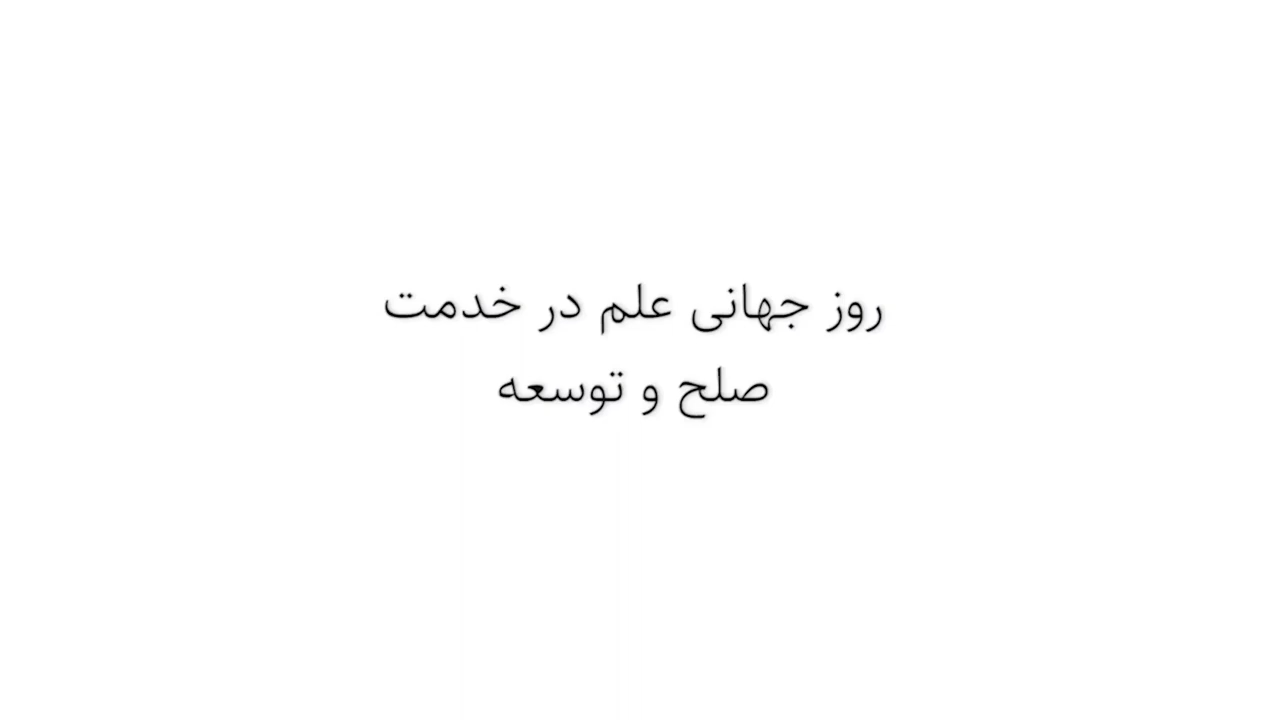 روز جهانی علم در خدمت
صلح و توسعه